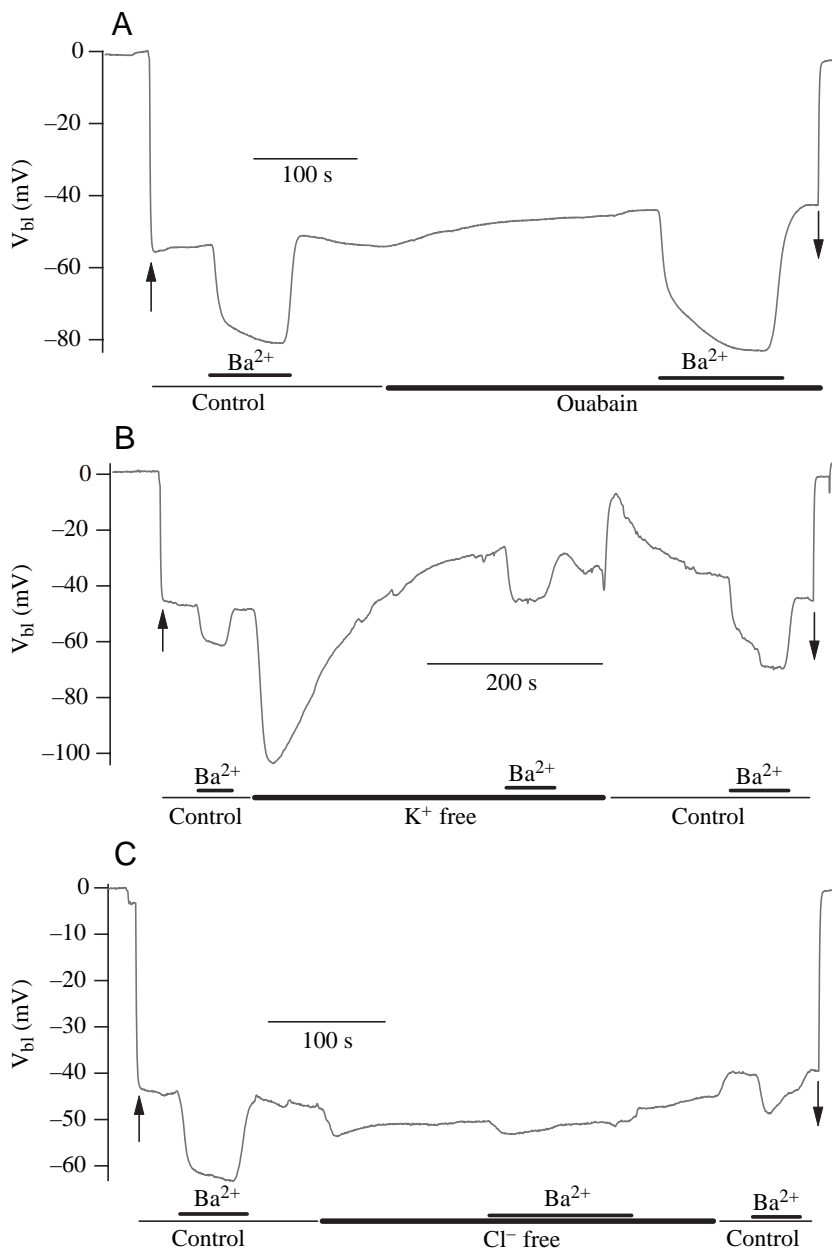 A
0
–20
–40
–60
–80
V_bl (mV)
100 s
Ba²⁺
Ba²⁺
Control
Ouabain
B
0
–20
–40
–60
–80
–100
V_bl (mV)
200 s
Ba²⁺
Ba²⁺
Ba²⁺
Control
K⁺ free
Control
C
0
–10
–20
–30
–40
–50
–60
V_bl (mV)
100 s
Ba²⁺
Ba²⁺
Ba²⁺
Control
Cl⁻ free
Control